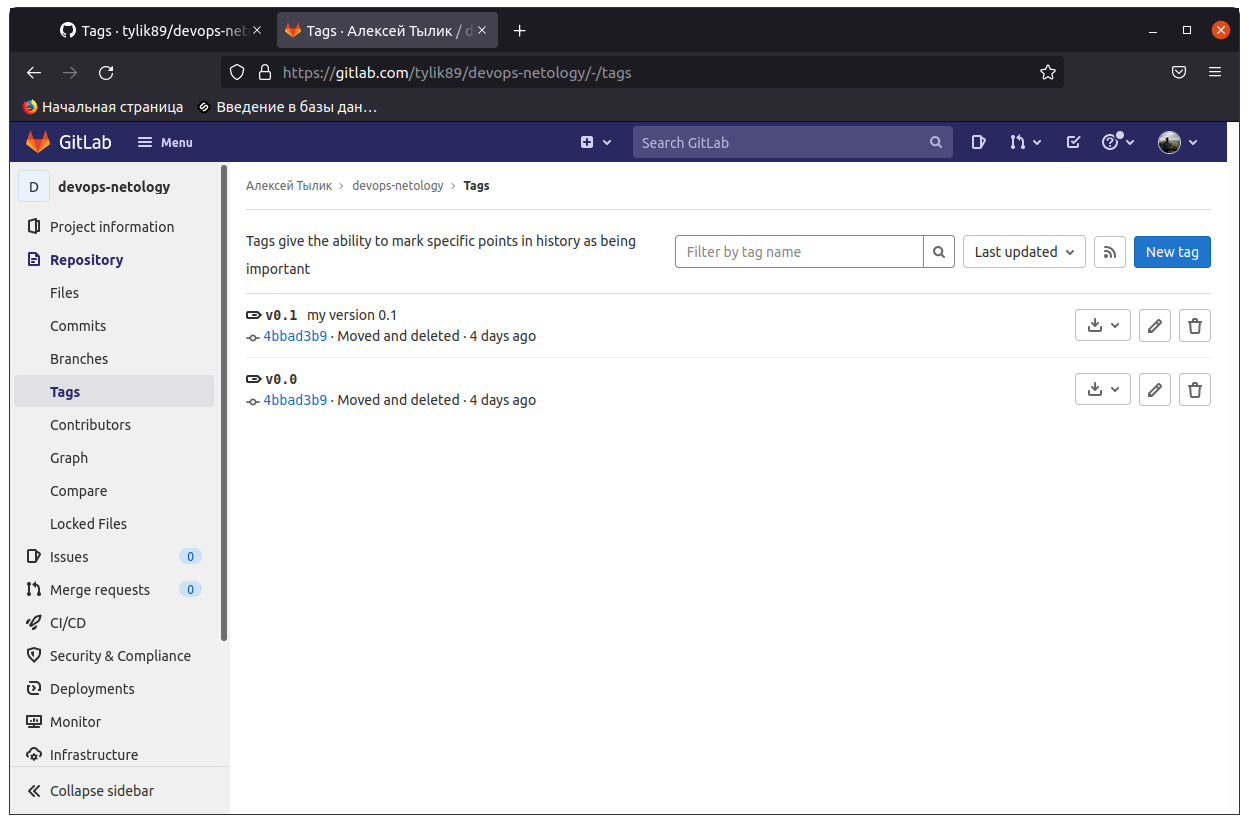 Tags · tylik89/devops-net
Tags · Алексей Тылик / d
https://gitlab.com/tylik89/devops-netology/-/tags
Начальная страница
Введение в базы дан…
GitLab
Menu
Search GitLab
D
devops-netology
Project information
Repository
Files
Commits
Branches
Tags
Contributors
Graph
Compare
Locked Files
Issues 0
Merge requests 0
CI/CD
Security & Compliance
Deployments
Monitor
Infrastructure
Collapse sidebar
Алексей Тылик > devops-netology > Tags
Tags give the ability to mark specific points in history as being
important
Filter by tag name
Last updated
New tag
v0.1 my version 0.1
4bbad3b9 · Moved and deleted · 4 days ago
v0.0
4bbad3b9 · Moved and deleted · 4 days ago